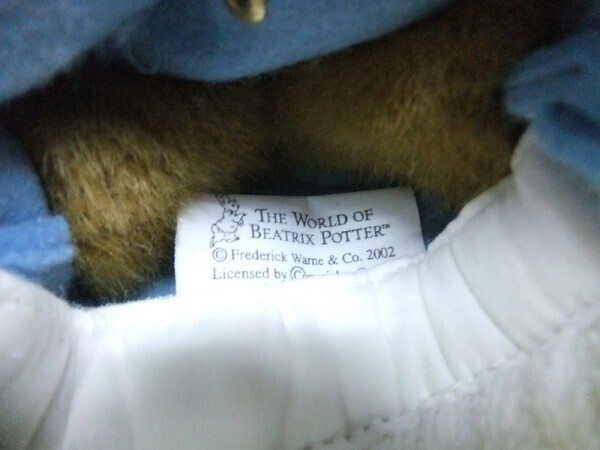 THE WORLD OF
BEATRIX POTTER™
© Frederick Warne & Co. 2002
Licensed by